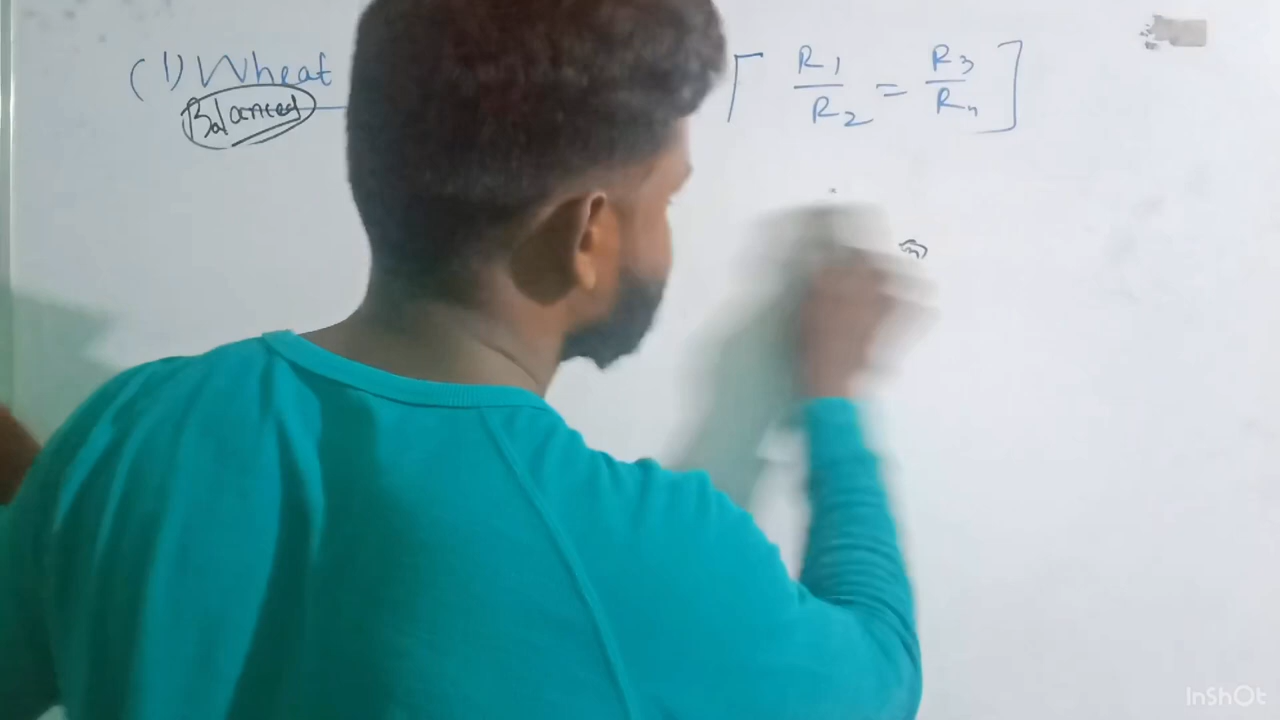 (1) Wheat
Balanced
[ R1/R2 = R3/R4 ]
InShOt